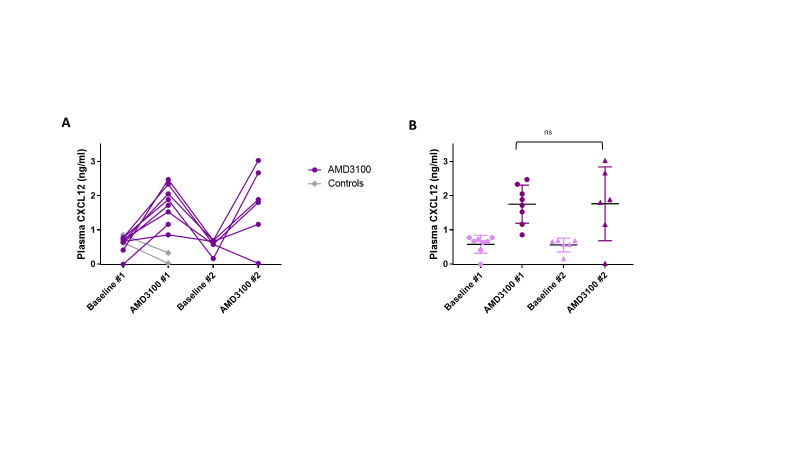 A
Plasma CXCL12 (ng/ml)
3
2
1
0
Baseline #1
AMD3100 #1
Baseline #2
AMD3100 #2
AMD3100
Controls
B
ns
Plasma CXCL12 (ng/ml)
3
2
1
0
Baseline #1
AMD3100 #1
Baseline #2
AMD3100 #2